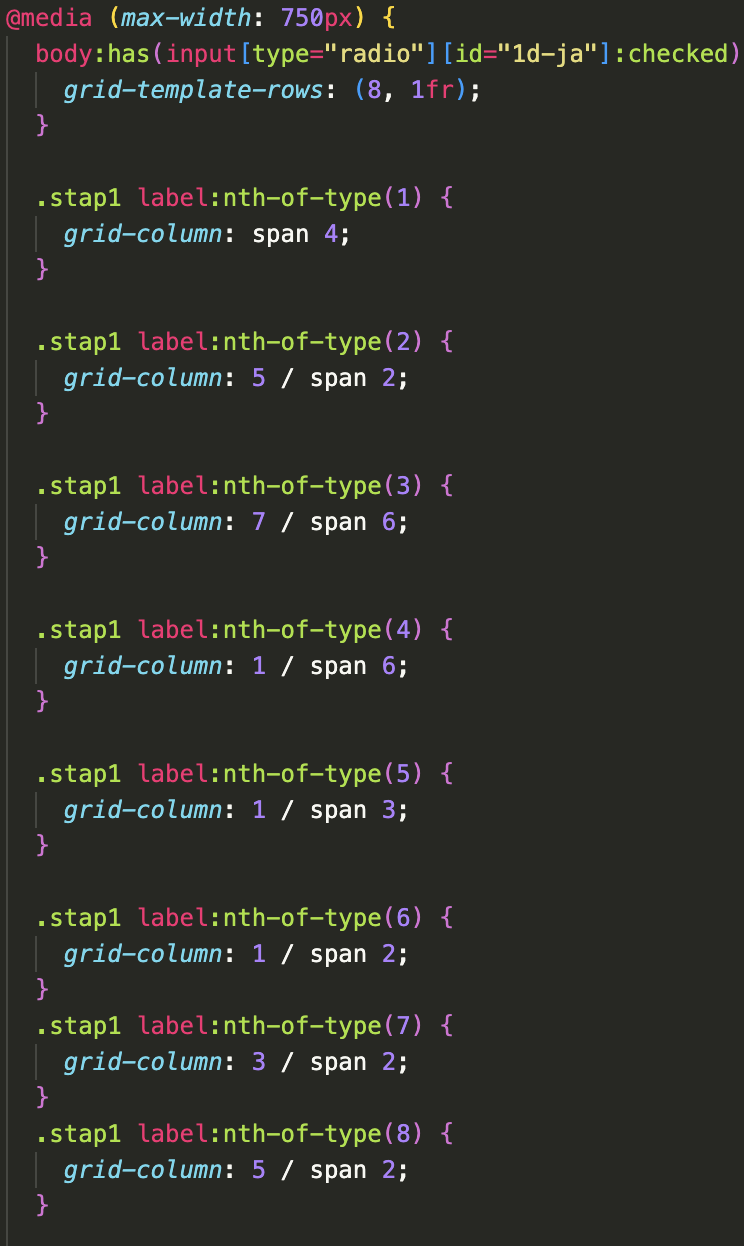 @media (max-width: 750px) {
body:has(input[type="radio"][id="1d-ja"]:checked)
grid-template-rows: (8, 1fr);
}
.stap1 label:nth-of-type(1) {
grid-column: span 4;
}
.stap1 label:nth-of-type(2) {
grid-column: 5 / span 2;
}
.stap1 label:nth-of-type(3) {
grid-column: 7 / span 6;
}
.stap1 label:nth-of-type(4) {
grid-column: 1 / span 6;
}
.stap1 label:nth-of-type(5) {
grid-column: 1 / span 3;
}
.stap1 label:nth-of-type(6) {
grid-column: 1 / span 2;
}
.stap1 label:nth-of-type(7) {
grid-column: 3 / span 2;
}
.stap1 label:nth-of-type(8) {
grid-column: 5 / span 2;
}